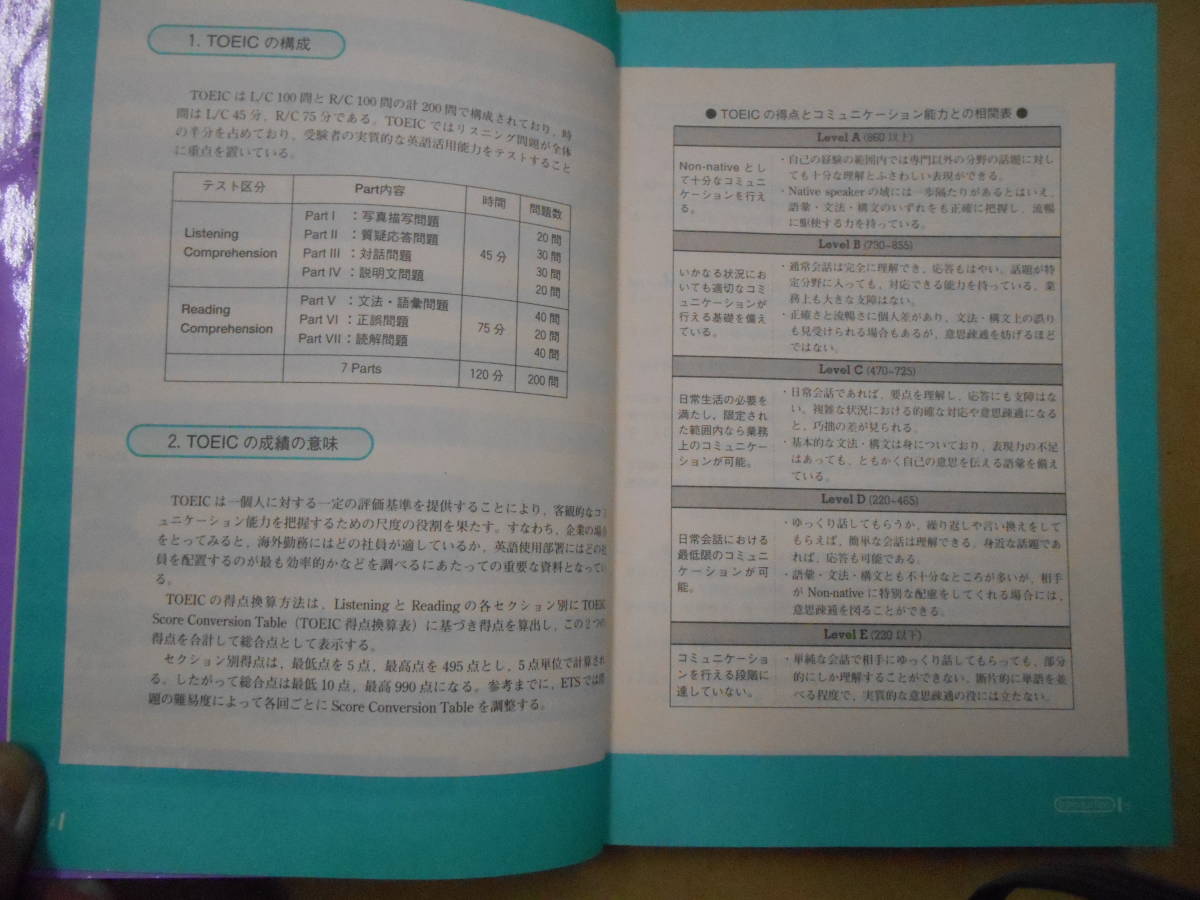 1. TOEIC の構成
TOEIC は L/C 100 問と R/C 100 問の計 200 問で構成されており、時
間は L/C 45 分、R/C 75 分である。TOEIC ではリスニング問題が全体
の半分を占めており、受験者の実質的な英語活用能力をテストすること
に重点を置いている。
テスト区分 Part内容 時間 問題数
Listening Comprehension
Part I ：写真描写問題 20 問
Part II ：質疑応答問題 30 問
Part III ：対話問題 30 問
Part IV ：説明文問題 20 問
45 分
Reading Comprehension
Part V ：文法・語彙問題 40 問
Part VI ：正誤問題 20 問
Part VII：読解問題 40 問
75 分
7 Parts 120 分 200 問
2. TOEIC の成績の意味
TOEIC は一個人に対する一定の評価基準を提供することにより、客観的なコミ
ュニケーション能力を把握するための尺度の役割を果たす。すなわち、企業の場合
をとってみると、海外勤務にはどの社員が適しているか、英語使用部署にはどの社
員を配置するのが最も効率的かなどを調べるにあたっての重要な資料となってい
る。
TOEIC の得点換算方法は、Listening と Reading の各セクション別に TOEIC
Score Conversion Table（TOEIC 得点換算表）に基づき得点を算出し、この 2 つの
得点を合計して総合点として表示する。
セクション別得点は、最低点を 5 点、最高点を 495 点とし、5 点単位で計算され
る。したがって総合点は最低 10 点、最高 990 点になる。参考までに、ETS では問
題の難易度によって各回ごとに Score Conversion Table を調整する。
● TOEIC の得点とコミュニケーション能力との相関表 ●
Level A (860 以上)
Non-native とし
て十分なコミュニ
ケーションを行え
る。
・自己の経験の範囲内では専門以外の分野の話題に対し
ても十分な理解とふさわしい表現ができる。
・Native speaker の域には一歩隔たりがあるとはいえ、
語彙・文法・構文のいずれをも正確に把握し、流暢
に駆使する力を持っている。
Level B (730-855)
いかなる状況にお
いても適切なコミ
ュニケーションが
行える基礎を備え
ている。
・通常会話は完全に理解でき、応答もはやい。話題が特
定分野に入っても、対応できる能力を持っている。業
務上も大きな支障はない。
・正確さと流暢さに個人差があり、文法・構文上の誤り
も見受けられる場合もあるが、意思疎通を妨げるほど
ではない。
Level C (470-725)
日常生活の必要を
満たし、限定され
た範囲内なら業務
上のコミュニケー
ションが可能。
・日常会話であれば、要点を理解し、応答にも支障はな
い。複雑な状況における的確な対応や意思疎通になる
と、巧拙の差が見られる。
・基本的な文法・構文は身についており、表現力の不足
はあっても、ともかく自己の意思を伝える語彙を備え
ている。
Level D (220-465)
日常会話における
最低限のコミュニ
ケーションが可
能。
・ゆっくり話してもらうか、繰り返しや言い換えをして
もらえば、簡単な会話は理解できる。身近な話題であ
れば、応答も可能である。
・語彙・文法・構文とも不十分なところが多いが、相手
が Non-native に特別な配慮をしてくれる場合には、
意思疎通を図ることができる。
Level E (220 以下)
コミュニケーショ
ンを行える段階に
達していない。
・単純な会話で相手にゆっくり話してもらっても、部分
的にしか理解することができない。断片的に単語を並
べる程度で、実質的な意思疎通の役には立たない。